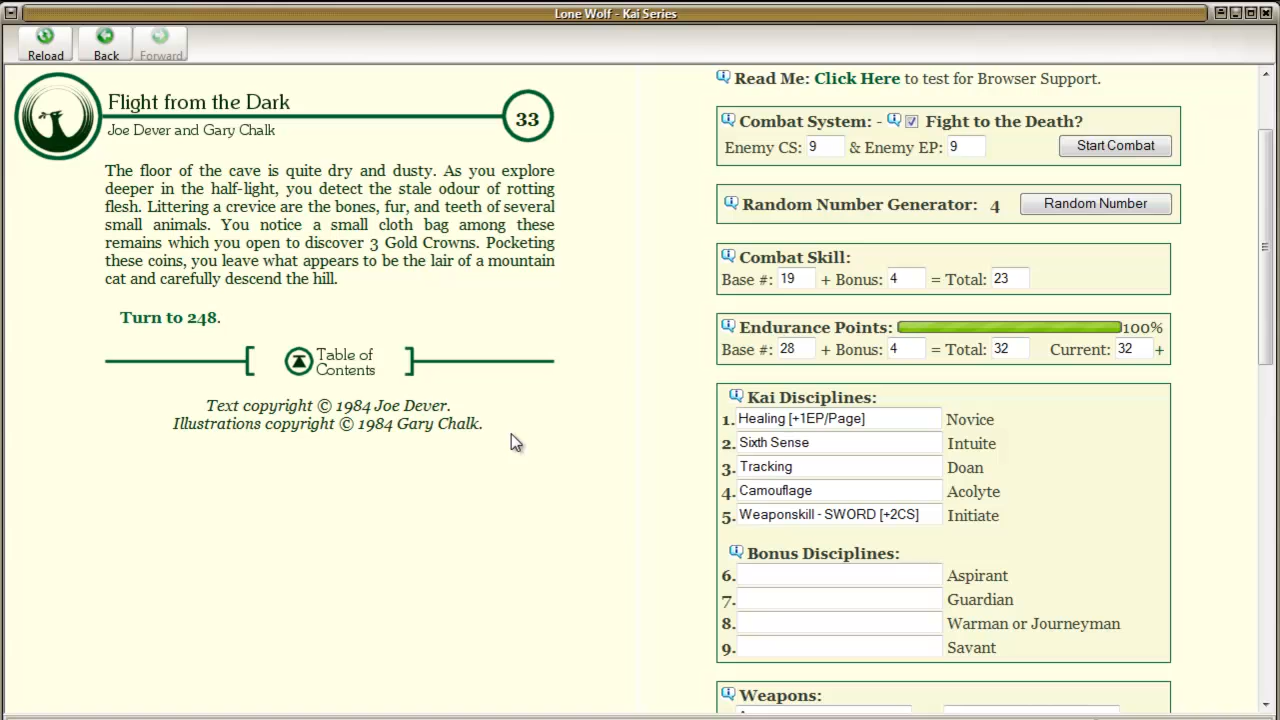 Lone Wolf - Kai Series
Reload Back Forward
Flight from the Dark
33
Joe Dever and Gary Chalk
The floor of the cave is quite dry and dusty. As you explore
deeper in the half-light, you detect the stale odour of rotting
flesh. Littering a crevice are the bones, fur, and teeth of several
small animals. You notice a small cloth bag among these
remains which you open to discover 3 Gold Crowns. Pocketing
these coins, you leave what appears to be the lair of a mountain
cat and carefully descend the hill.
Turn to 248.
Table of
Contents
Text copyright © 1984 Joe Dever.
Illustrations copyright © 1984 Gary Chalk.
Read Me: Click Here to test for Browser Support.
Combat System: - Fight to the Death?
Enemy CS: 9 & Enemy EP: 9 Start Combat
Random Number Generator: 4 Random Number
Combat Skill:
Base #: 19 + Bonus: 4 = Total: 23
Endurance Points: 100%
Base #: 28 + Bonus: 4 = Total: 32 Current: 32 +
Kai Disciplines:
1. Healing [+1EP/Page] Novice
2. Sixth Sense Intuite
3. Tracking Doan
4. Camouflage Acolyte
5. Weaponskill - SWORD [+2CS] Initiate
Bonus Disciplines:
6. Aspirant
7. Guardian
8. Warman or Journeyman
9. Savant
Weapons: